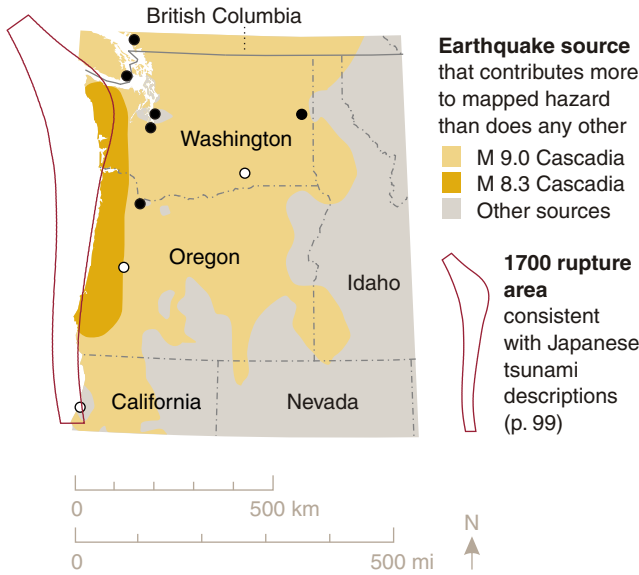 British Columbia
Washington
Oregon
Idaho
California
Nevada
Earthquake source
that contributes more
to mapped hazard
than does any other
M 9.0 Cascadia
M 8.3 Cascadia
Other sources
1700 rupture
area
consistent
with Japanese
tsunami
descriptions
(p. 99)
0 500 km
0 500 mi
N